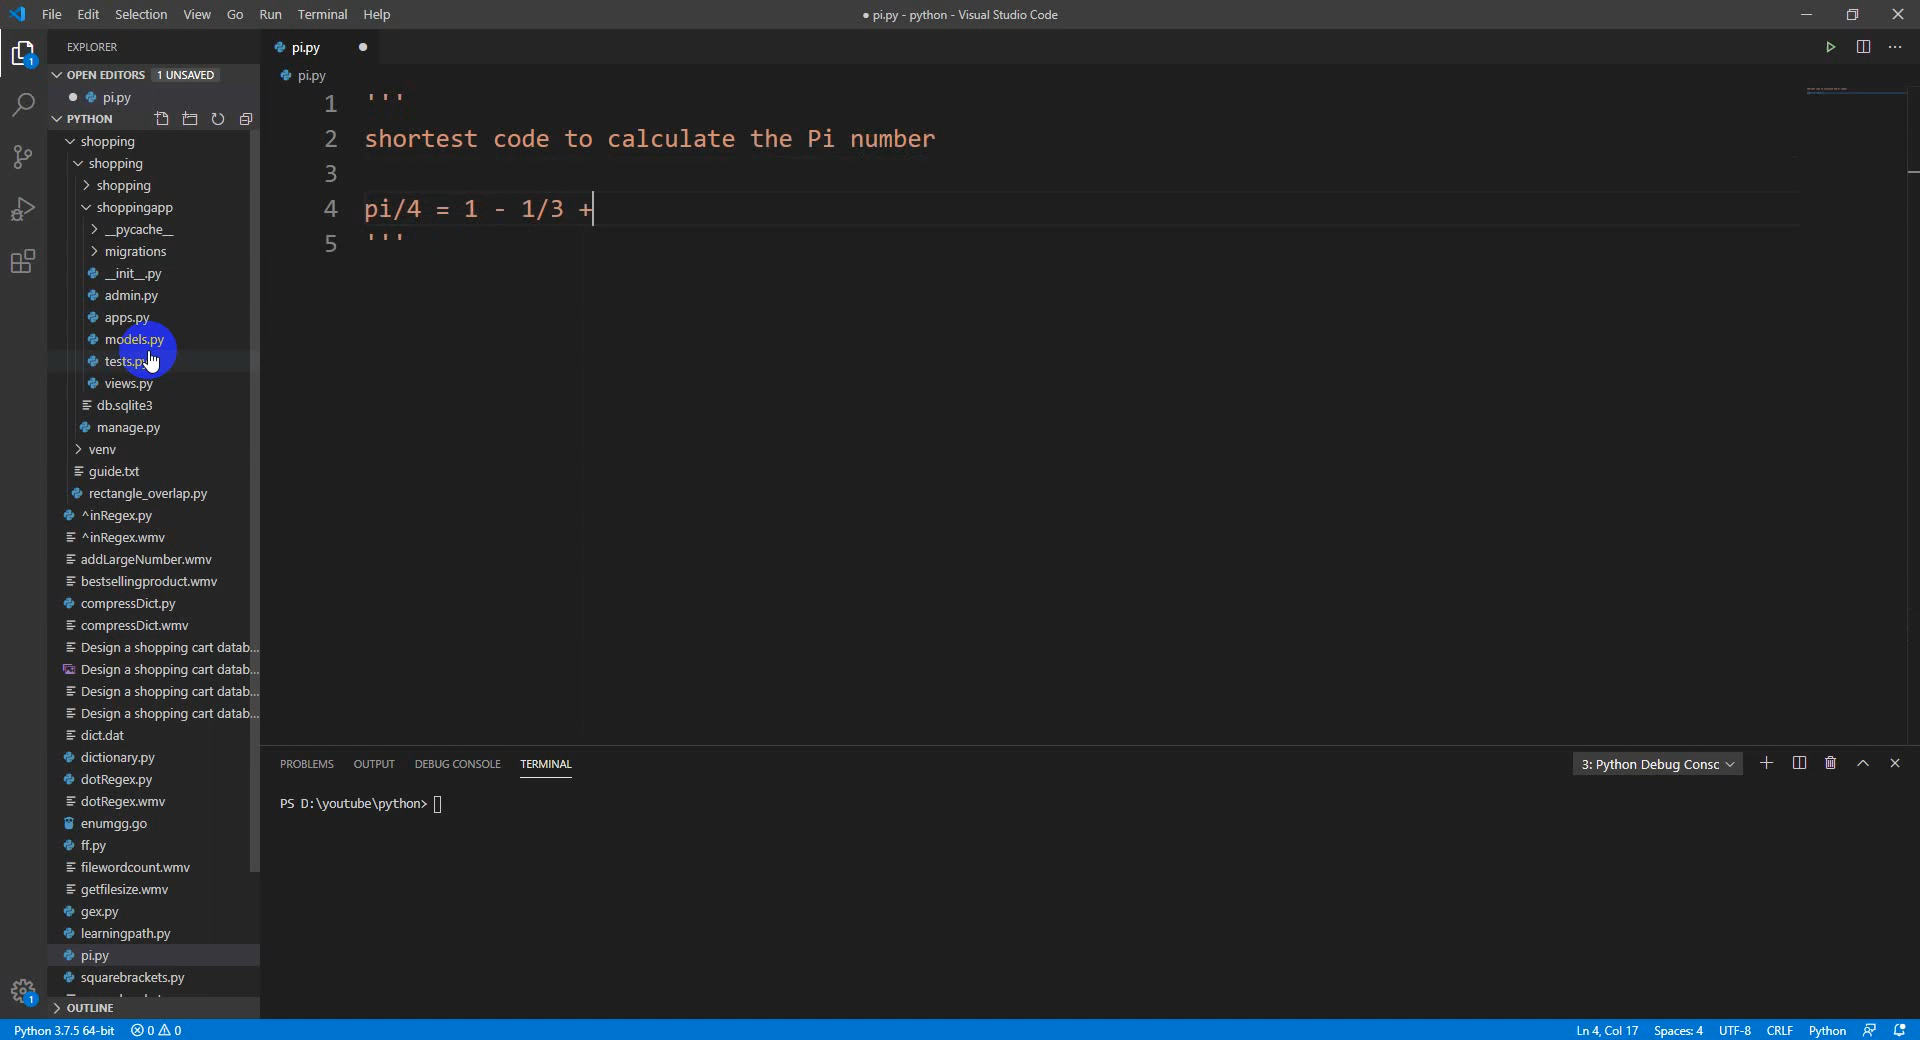 File Edit Selection View Go Run Terminal Help
● pi.py - python - Visual Studio Code
EXPLORER
OPEN EDITORS 1 UNSAVED
pi.py
PYTHON
shopping
shopping
shopping
shoppingapp
__pycache__
migrations
__init__.py
admin.py
apps.py
models.py
tests.py
views.py
db.sqlite3
manage.py
venv
guide.txt
rectangle_overlap.py
^inRegex.py
^inRegex.wmv
addLargeNumber.wmv
bestsellingproduct.wmv
compressDict.py
compressDict.wmv
Design a shopping cart datab...
Design a shopping cart datab...
Design a shopping cart datab...
Design a shopping cart datab...
dict.dat
dictionary.py
dotRegex.py
dotRegex.wmv
enumgg.go
ff.py
filewordcount.wmv
getfilesize.wmv
gex.py
learningpath.py
pi.py
squarebrackets.py
OUTLINE
1
1
pi.py
pi.py
1 '''
2 shortest code to calculate the Pi number
3
4 pi/4 = 1 - 1/3 +
5 '''
PROBLEMS OUTPUT DEBUG CONSOLE TERMINAL
3: Python Debug Consc
PS D:\youtube\python>
Python 3.7.5 64-bit 0 0
Ln 4, Col 17 Spaces: 4 UTF-8 CRLF Python